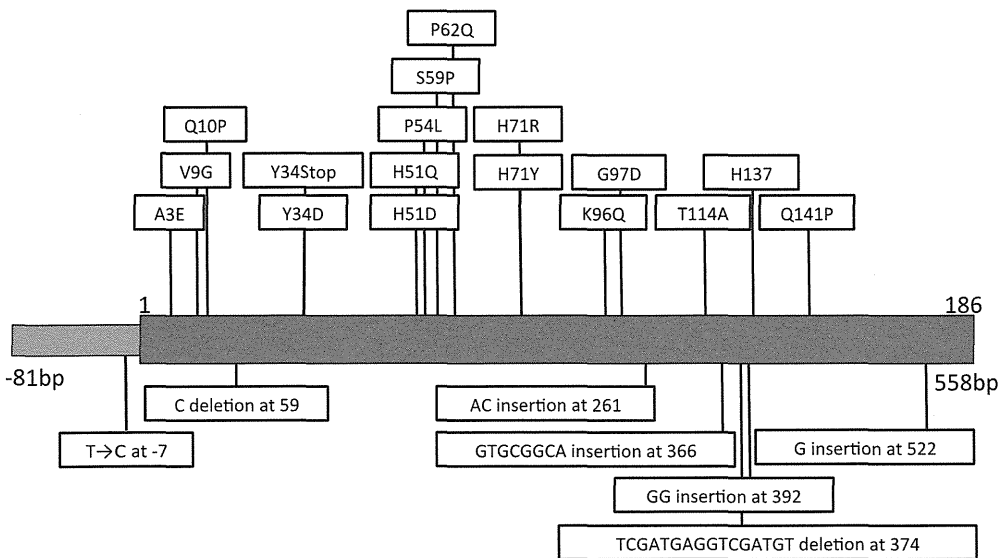 P62Q
S59P
Q10P
P54L
H71R
V9G
Y34Stop
H51Q
H71Y
G97D
H137
A3E
Y34D
H51D
K96Q
T114A
Q141P
1
186
-81bp
558bp
C deletion at 59
AC insertion at 261
T→C at -7
GTGCGGCA insertion at 366
G insertion at 522
GG insertion at 392
TCGATGAGGTCGATGT deletion at 374